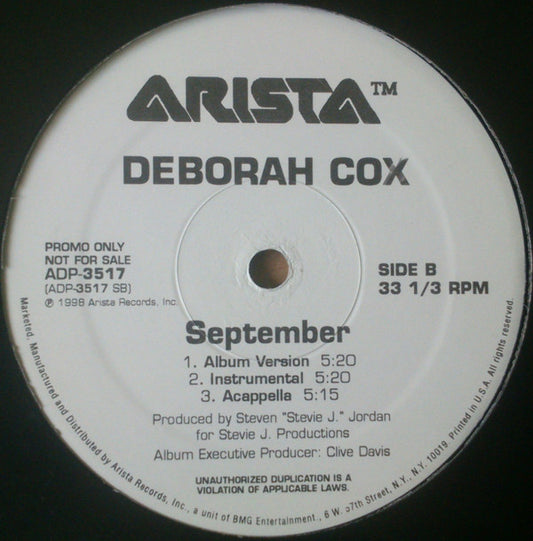 ARISTA™
DEBORAH COX
PROMO ONLY
NOT FOR SALE
ADP-3517
(ADP-3517 SB)
℗ 1998 Arista Records, Inc.
SIDE B
33 1/3 RPM
September
1. Album Version 5:20
2. Instrumental 5:20
3. Acappella 5:15
Produced by Steven "Stevie J." Jordan
for Stevie J. Productions
Album Executive Producer: Clive Davis
UNAUTHORIZED DUPLICATION IS A
VIOLATION OF APPLICABLE LAWS.
Marketed, Manufactured and Distributed by Arista Records, Inc., a unit of BMG Entertainment., 6 W. 57th Street, N.Y., N.Y. 10019. Printed in U.S.A. All rights reserved.